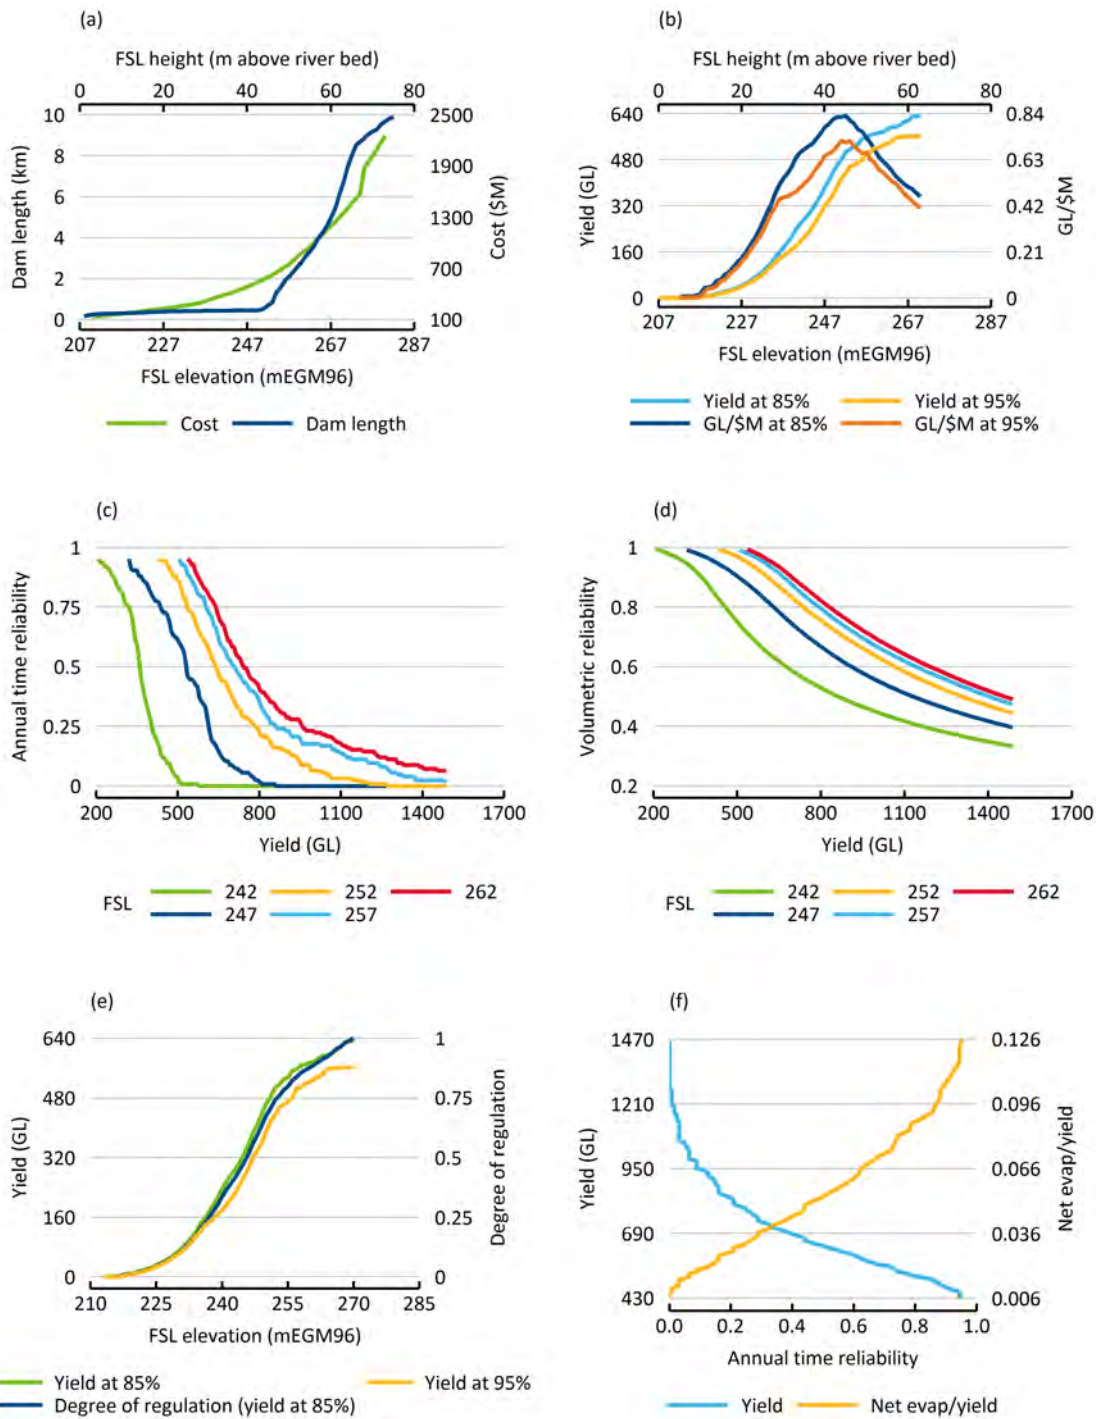 (a)
FSL height (m above river bed)
0 20 40 60 80
10 2500
8 1900
6 1300
4 700
2 100
0
Dam length (km)
Cost ($M)
207 227 247 267 287
FSL elevation (mEGM96)
Cost Dam length
(b)
FSL height (m above river bed)
0 20 40 60 80
640 0.84
480 0.63
320 0.42
160 0.21
0 0
Yield (GL)
GL/$M
207 227 247 267 287
FSL elevation (mEGM96)
Yield at 85% Yield at 95%
GL/$M at 85% GL/$M at 95%
(c)
1
0.75
0.5
0.25
0
Annual time reliability
200 500 800 1100 1400 1700
Yield (GL)
FSL
242 252 262
247 257
(d)
1
0.8
0.6
0.4
0.2
Volumetric reliability
200 500 800 1100 1400 1700
Yield (GL)
FSL
242 252 262
247 257
(e)
640 1
480 0.75
320 0.5
160 0.25
0 0
Yield (GL)
Degree of regulation
210 225 240 255 270 285
FSL elevation (mEGM96)
Yield at 85% Yield at 95%
Degree of regulation (yield at 85%)
(f)
1470 0.126
1210 0.096
950 0.066
690 0.036
430 0.006
Yield (GL)
Net evap/yield
0.0 0.2 0.4 0.6 0.8 1.0
Annual time reliability
Yield Net evap/yield